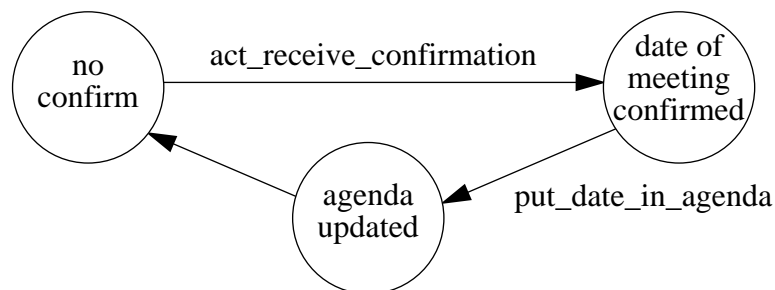 no
confirm
act_receive_confirmation
date of
meeting
confirmed
agenda
updated
put_date_in_agenda